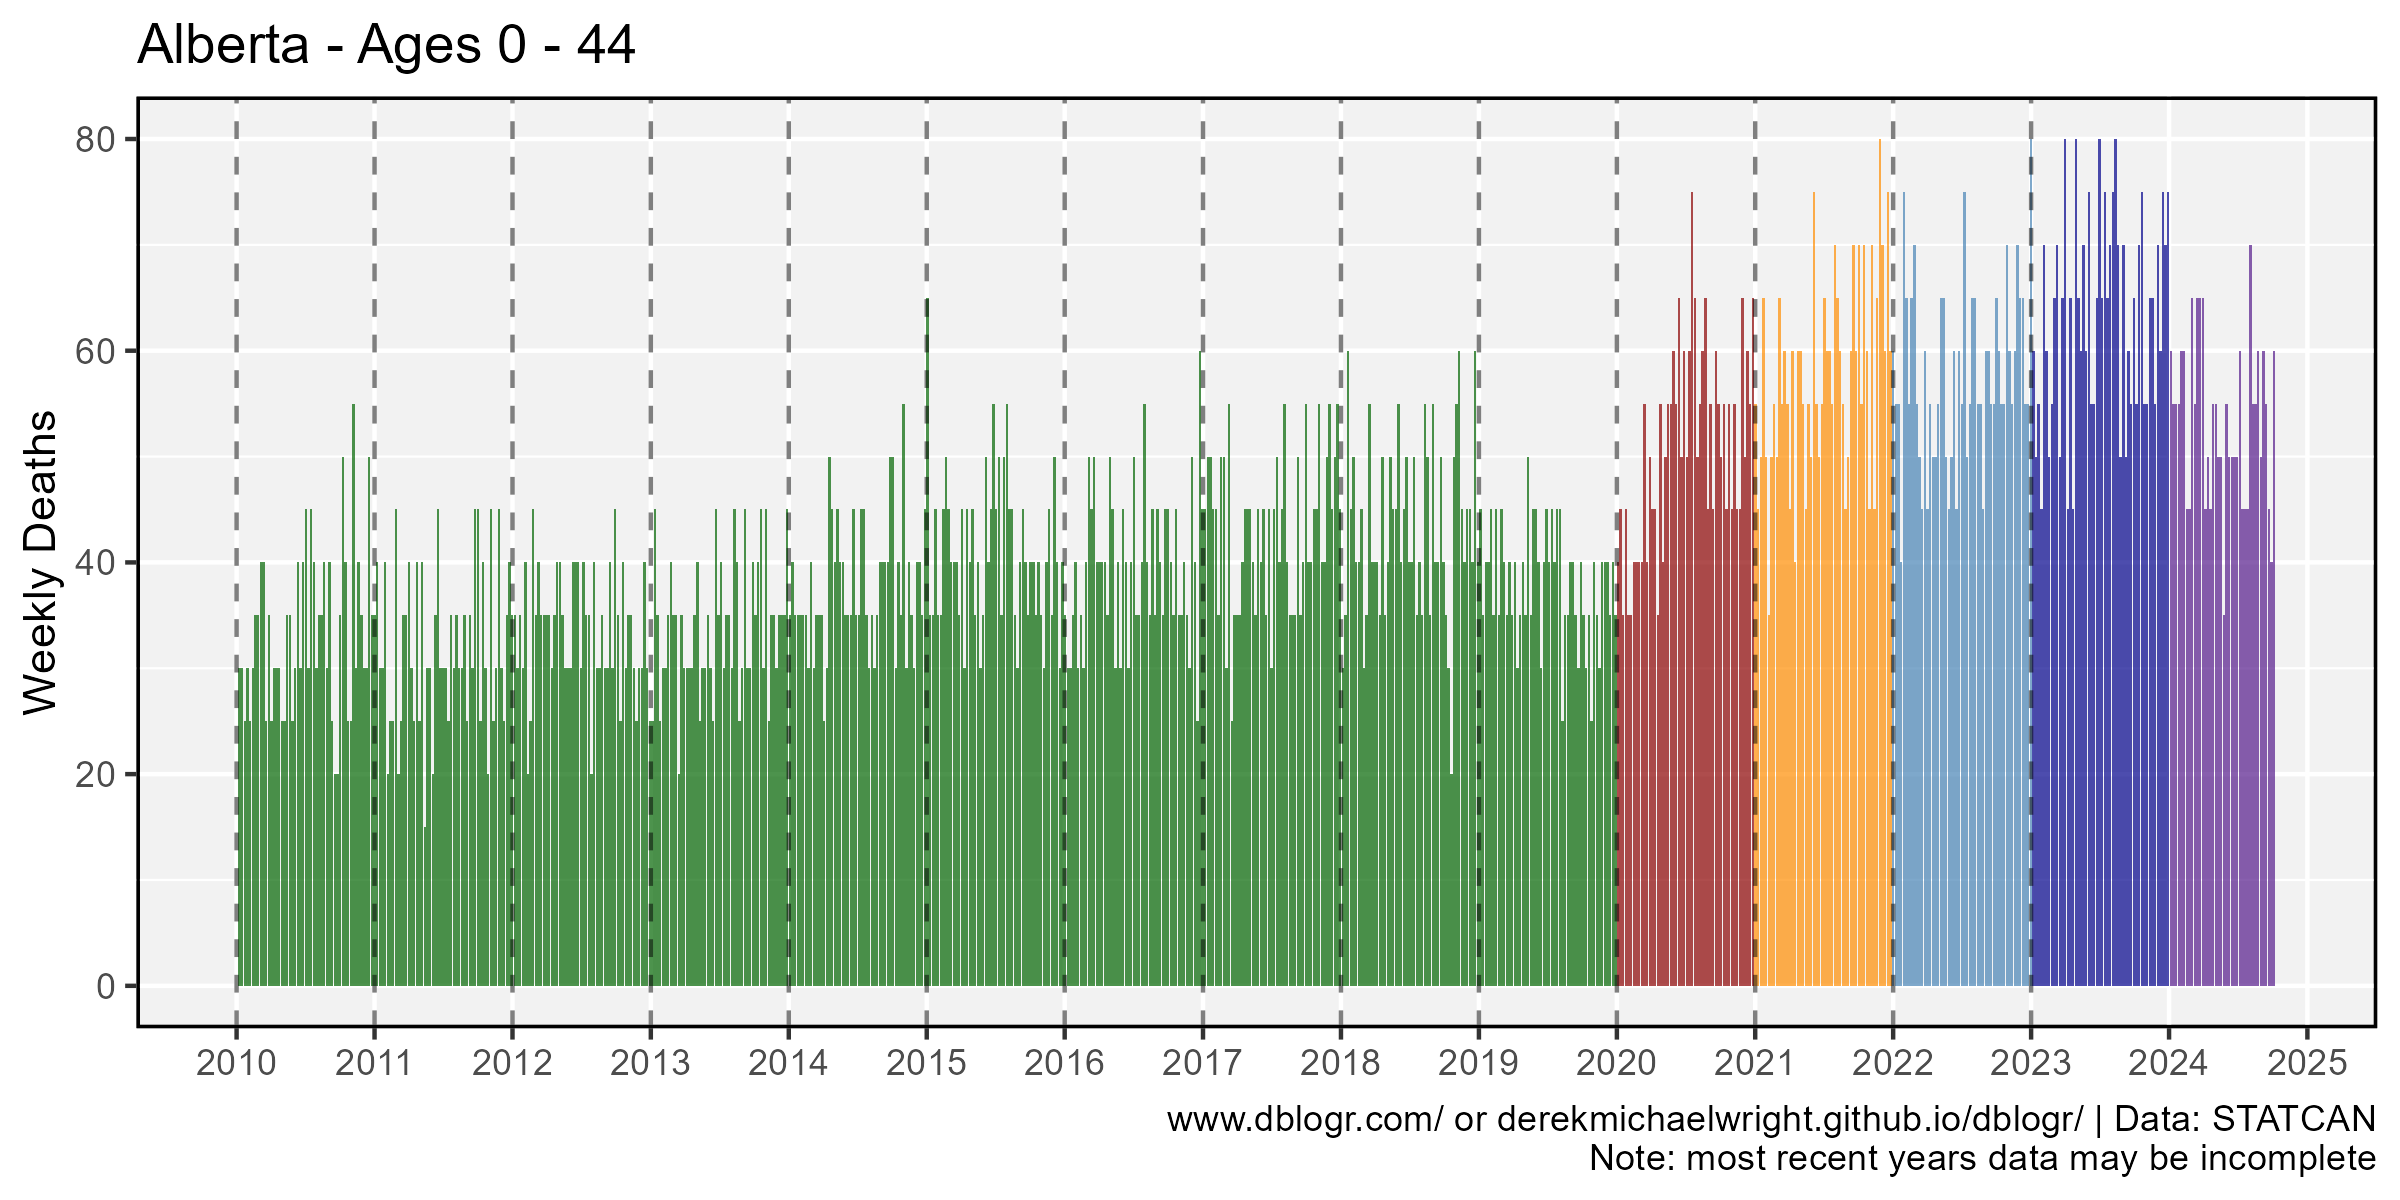 Alberta - Ages 0 - 44
Weekly Deaths
80
60
40
20
0
2010 2011 2012 2013 2014 2015 2016 2017 2018 2019 2020 2021 2022 2023 2024 2025
www.dblogr.com/ or derekmichaelwright.github.io/dblogr/ | Data: STATCAN
Note: most recent years data may be incomplete